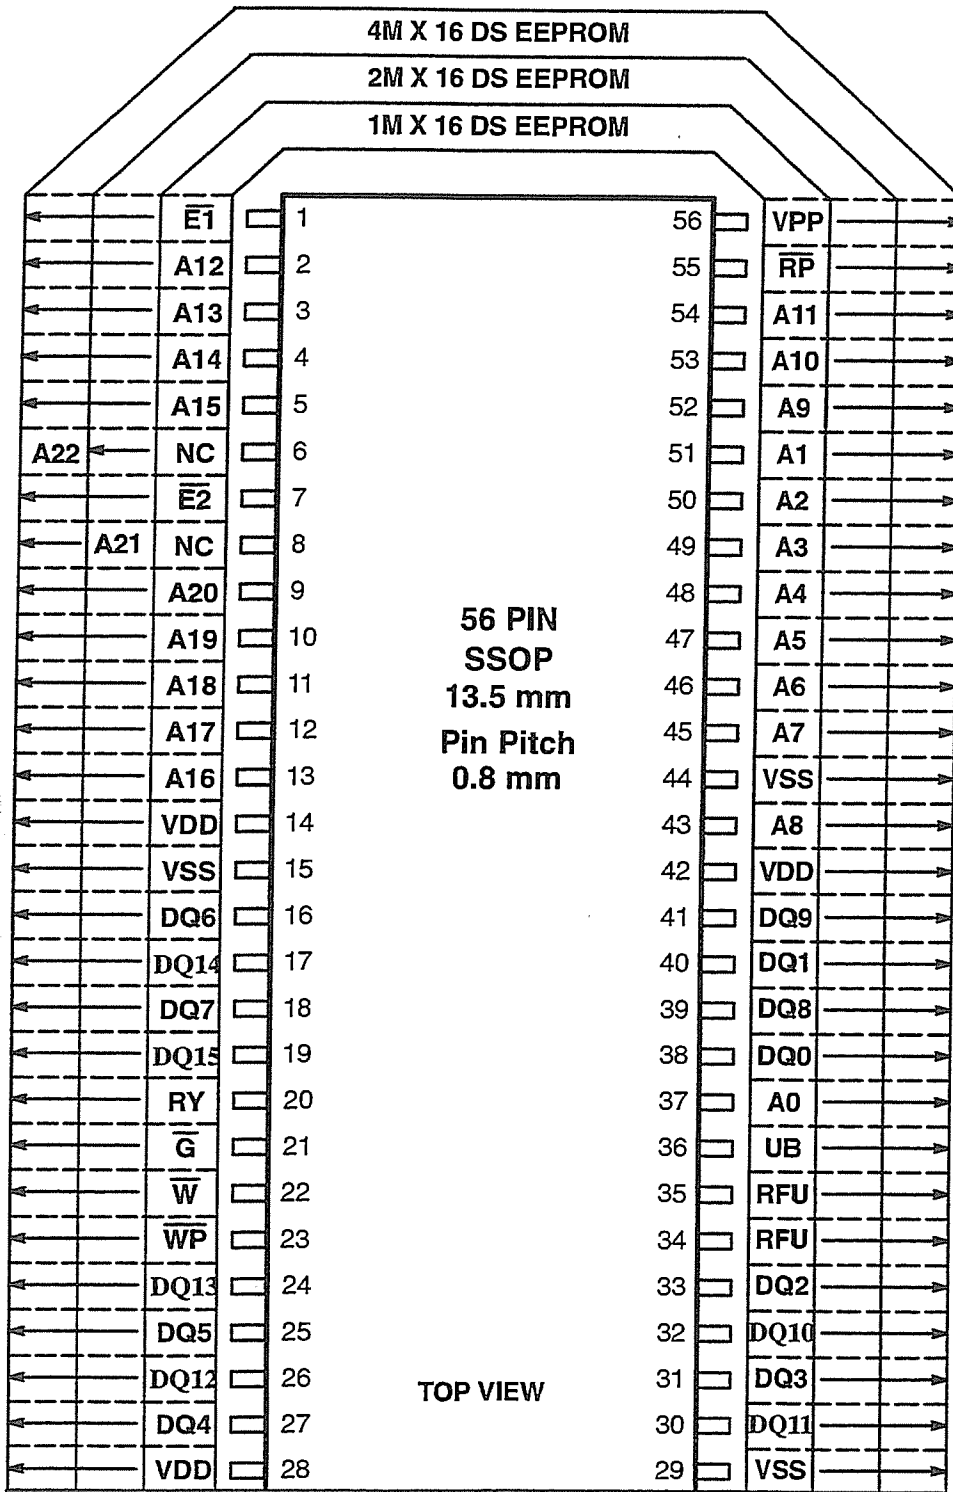 4M X 16 DS EEPROM
2M X 16 DS EEPROM
1M X 16 DS EEPROM
E̅1̅ 1 56 VPP
A12 2 55 R̅P̅
A13 3 54 A11
A14 4 53 A10
A15 5 52 A9
A22 NC 6 51 A1
E̅2̅ 7 50 A2
A21 NC 8 49 A3
A20 9 48 A4
A19 10 47 A5
A18 11 46 A6
A17 12 45 A7
A16 13 44 VSS
VDD 14 43 A8
VSS 15 42 VDD
DQ6 16 41 DQ9
DQ14 17 40 DQ1
DQ7 18 39 DQ8
DQ15 19 38 DQ0
RY 20 37 A0
G̅ 21 36 UB
W̅ 22 35 RFU
W̅P̅ 23 34 RFU
DQ13 24 33 DQ2
DQ5 25 32 DQ10
DQ12 26 31 DQ3
DQ4 27 30 DQ11
VDD 28 29 VSS
56 PIN
SSOP
13.5 mm
Pin Pitch
0.8 mm
TOP VIEW